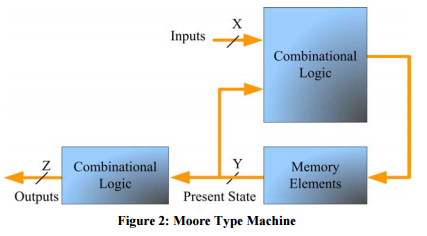 X
Inputs
Combinational
Logic
Z
Combinational
Logic
Outputs
Y
Present State
Memory
Elements
Figure 2: Moore Type Machine